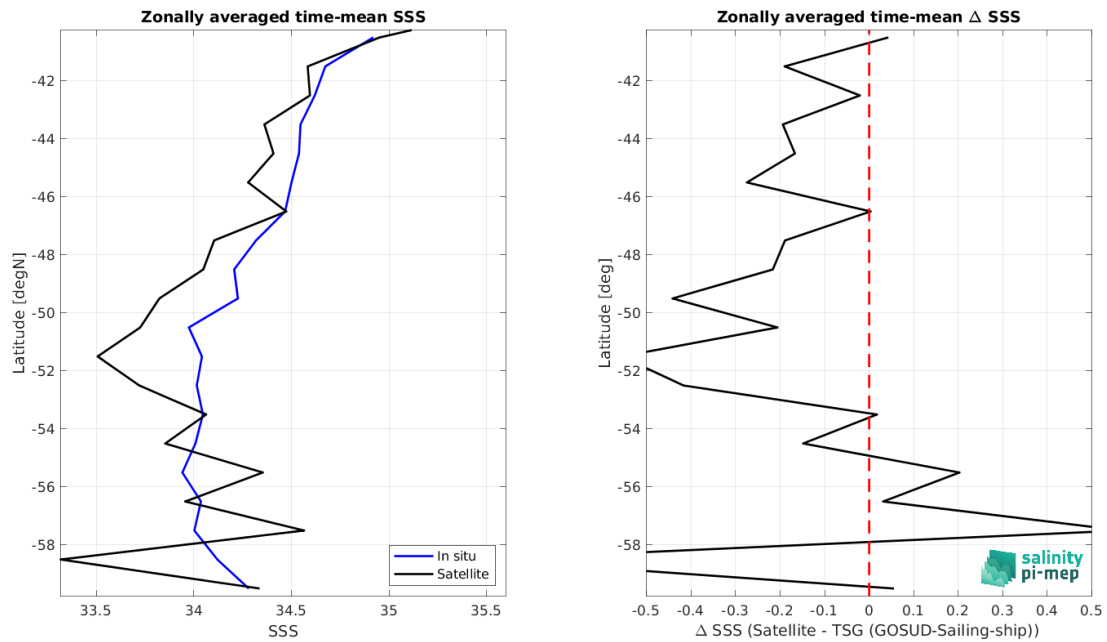 Zonally averaged time-mean SSS
Latitude [degN]
-42
-44
-46
-48
-50
-52
-54
-56
-58
33.5 34 34.5 35 35.5
SSS
In situ
Satellite
Zonally averaged time-mean Δ SSS
Latitude [deg]
-42
-44
-46
-48
-50
-52
-54
-56
-58
-0.5 -0.4 -0.3 -0.2 -0.1 0 0.1 0.2 0.3 0.4 0.5
Δ SSS (Satellite - TSG (GOSUD-Sailing-ship))
salinity
pi-mep